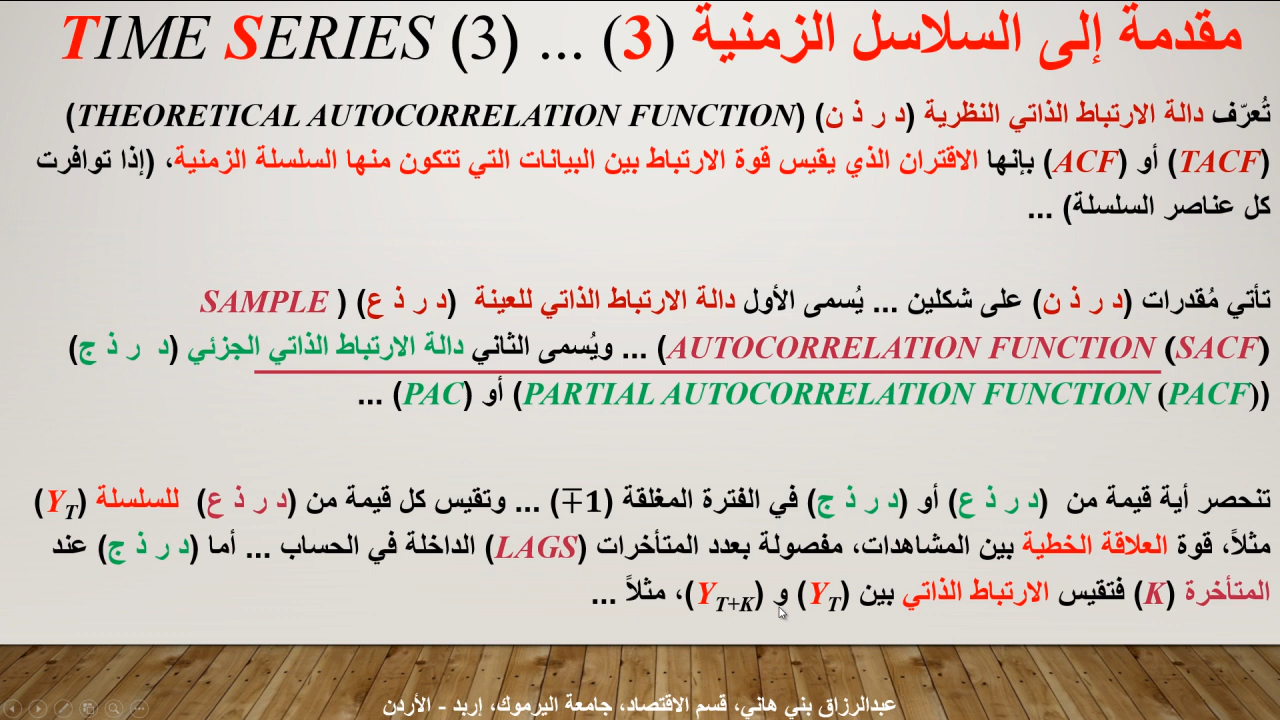 مقدمة إلى السلاسل الزمنية (3) ... TIME SERIES (3)
تُعرّف دالة الارتباط الذاتي النظرية (د ر ذ ن) (THEORETICAL AUTOCORRELATION FUNCTION)
(TACF) أو (ACF) بإنها الاقتران الذي يقيس قوة الارتباط بين البيانات التي تتكون منها السلسلة الزمنية، (إذا توافرت
كل عناصر السلسلة) ...
تأتي مُقدرات (د ر ذ ن) على شكلين ... يُسمى الأول دالة الارتباط الذاتي للعينة (د ر ذ ع) ( SAMPLE
AUTOCORRELATION FUNCTION (SACF)) ... ويُسمى الثاني دالة الارتباط الذاتي الجزئي (د ر ذ ج)
(PARTIAL AUTOCORRELATION FUNCTION (PACF)) أو (PAC) ...
تنحصر أية قيمة من (د ر ذ ع) أو (د ر ذ ج) في الفترة المغلقة (∓1) ... وتقيس كل قيمة من (د ر ذ ع) للسلسلة (Y_T)
مثلاً، قوة العلاقة الخطية بين المشاهدات، مفصولة بعدد المتأخرات (LAGS) الداخلة في الحساب ... أما (د ر ذ ج) عند
المتأخرة (K) فتقيس الارتباط الذاتي بين (Y_T) و (Y_T+K)، مثلاً ...
عبدالرزاق بني هاني، قسم الاقتصاد، جامعة اليرموك، إربد - الأردن